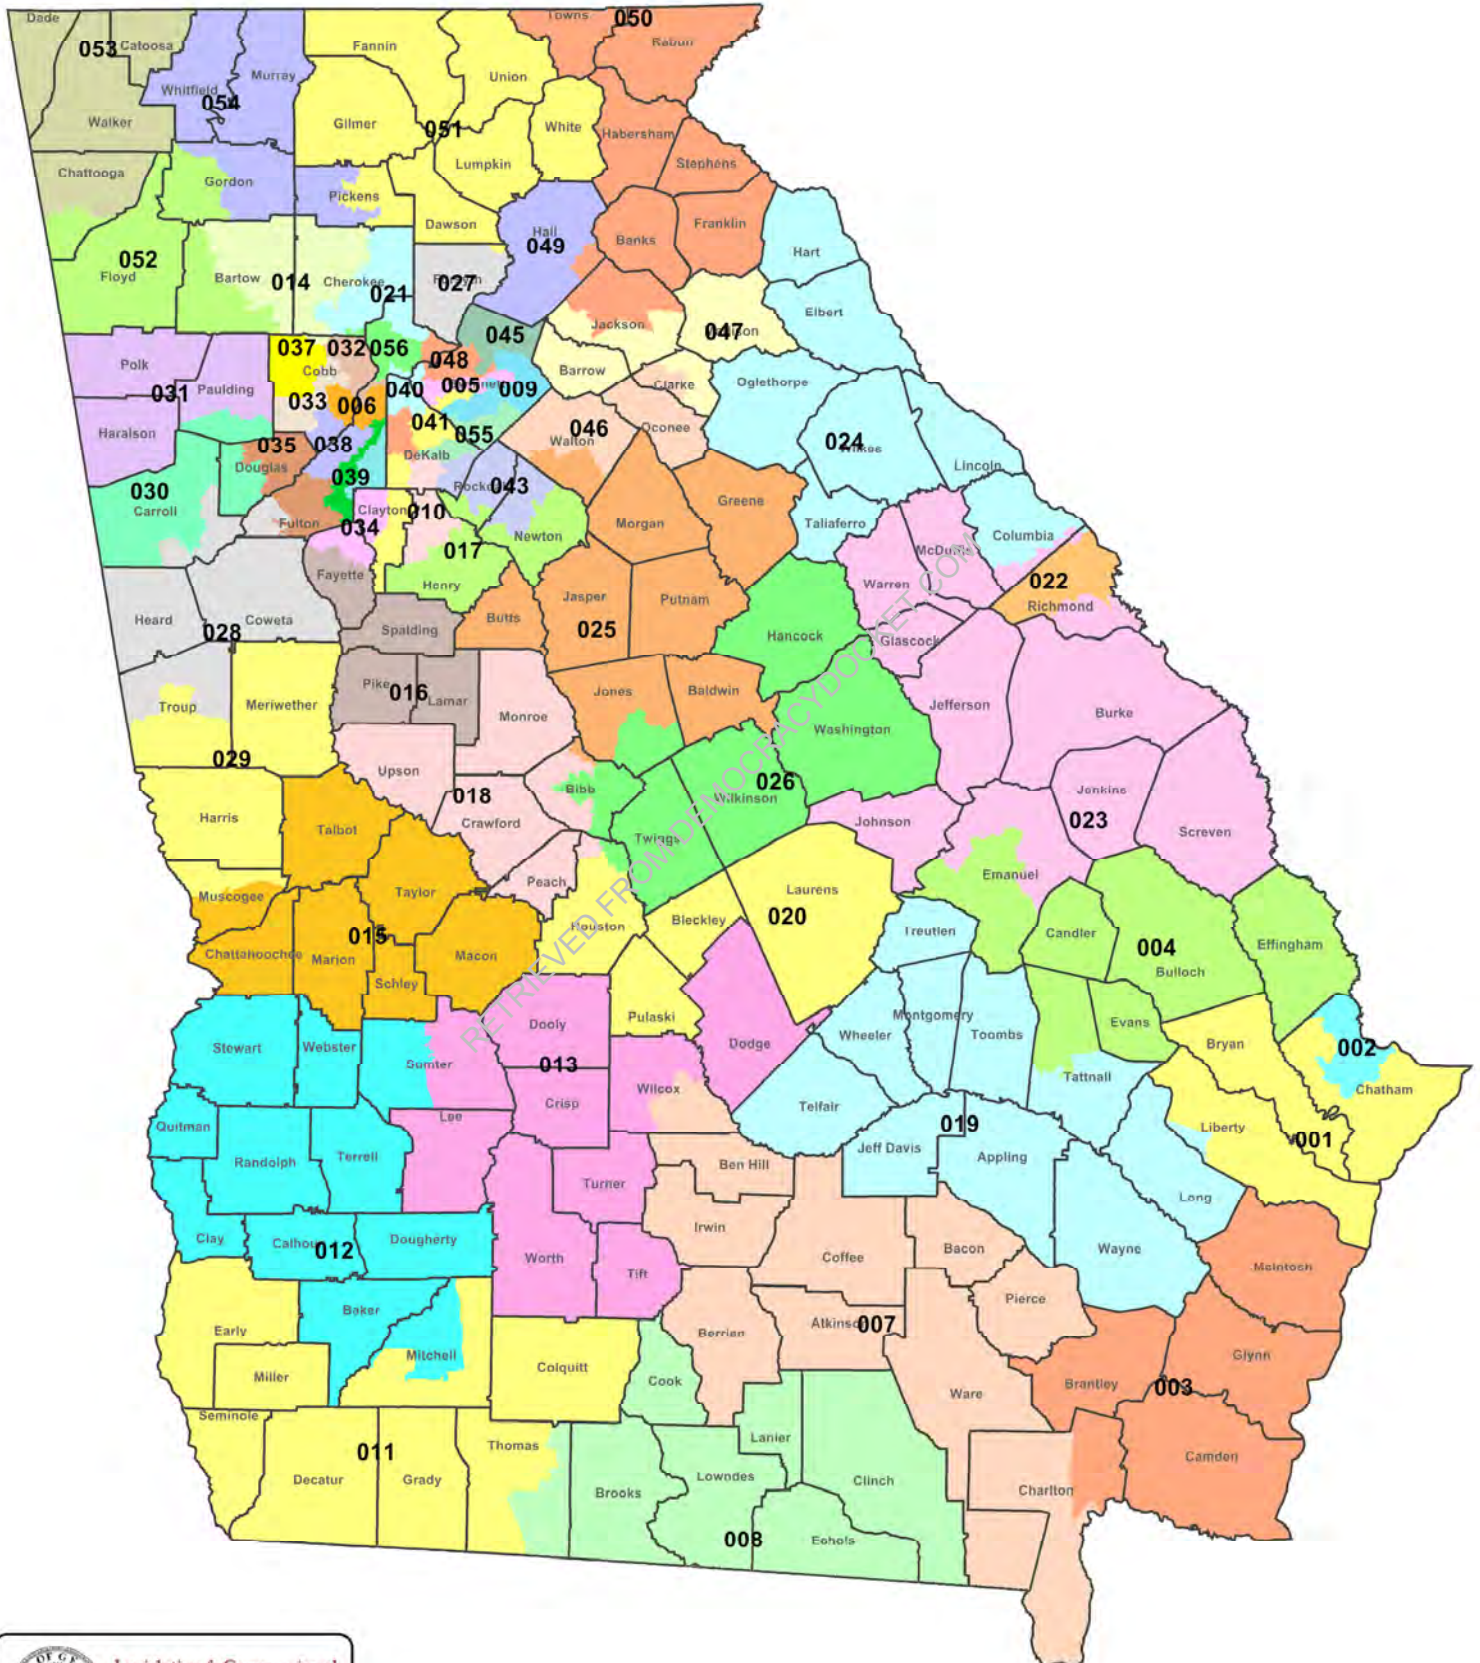 Dade
Catoosa
053
Whitfield
Murray
054
Walker
Chattooga
Fannin
Union
Gilmer
051
White
Lumpkin
Towns
050
Rabun
Habersham
Stephens
Gordon
Pickens
Dawson
Hall
049
Banks
Franklin
Hart
052
Floyd
Bartow
014
Cherokee
021
027
Elbert
Jackson
047
045
Polk
031
Paulding
037
032
056
Cobb
048
040
005
009
Barrow
Clarke
Oglethorpe
033
006
041
055
Haralson
035
038
DeKalb
Walton
046
Oconee
024
Lincoln
Douglas
039
043
030
Carroll
Fulton
034
Clayton
010
017
Newton
Morgan
Greene
Taliaferro
McDuffie
Columbia
022
Richmond
Warren
Fayette
Henry
Jasper
Putnam
Heard
028
Coweta
Spalding
Butts
025
Hancock
Glascock
Troup
Meriwether
Pike
016
Lamar
Monroe
Jones
Baldwin
Washington
Jefferson
Burke
029
Upson
018
Crawford
Bibb
026
Wilkinson
Twiggs
Johnson
Jenkins
023
Screven
Harris
Talbot
Taylor
Peach
Emanuel
Muscogee
Laurens
020
Bleckley
Houston
Treutlen
Candler
004
Bulloch
Effingham
Chattahoochee
Marion
015
Schley
Macon
Pulaski
Dooly
013
Dodge
Wheeler
Montgomery
Toombs
Evans
Tattnall
Bryan
002
Chatham
Stewart
Webster
Sumter
Crisp
Wilcox
Telfair
019
Jeff Davis
Appling
Liberty
001
Quitman
Randolph
Terrell
Lee
Turner
Ben Hill
Irwin
Long
Wayne
Clay
Calhoun
012
Dougherty
Worth
Tift
Coffee
Bacon
McIntosh
Baker
Early
Miller
Mitchell
Colquitt
Berrien
Atkinson
007
Pierce
Cook
Ware
Brantley
003
Glynn
Seminole
011
Decatur
Grady
Thomas
Brooks
Lanier
Lowndes
Clinch
008
Echols
Charlton
Camden
RETRIEVED FROM DEMOCRACYDOCKET.COM